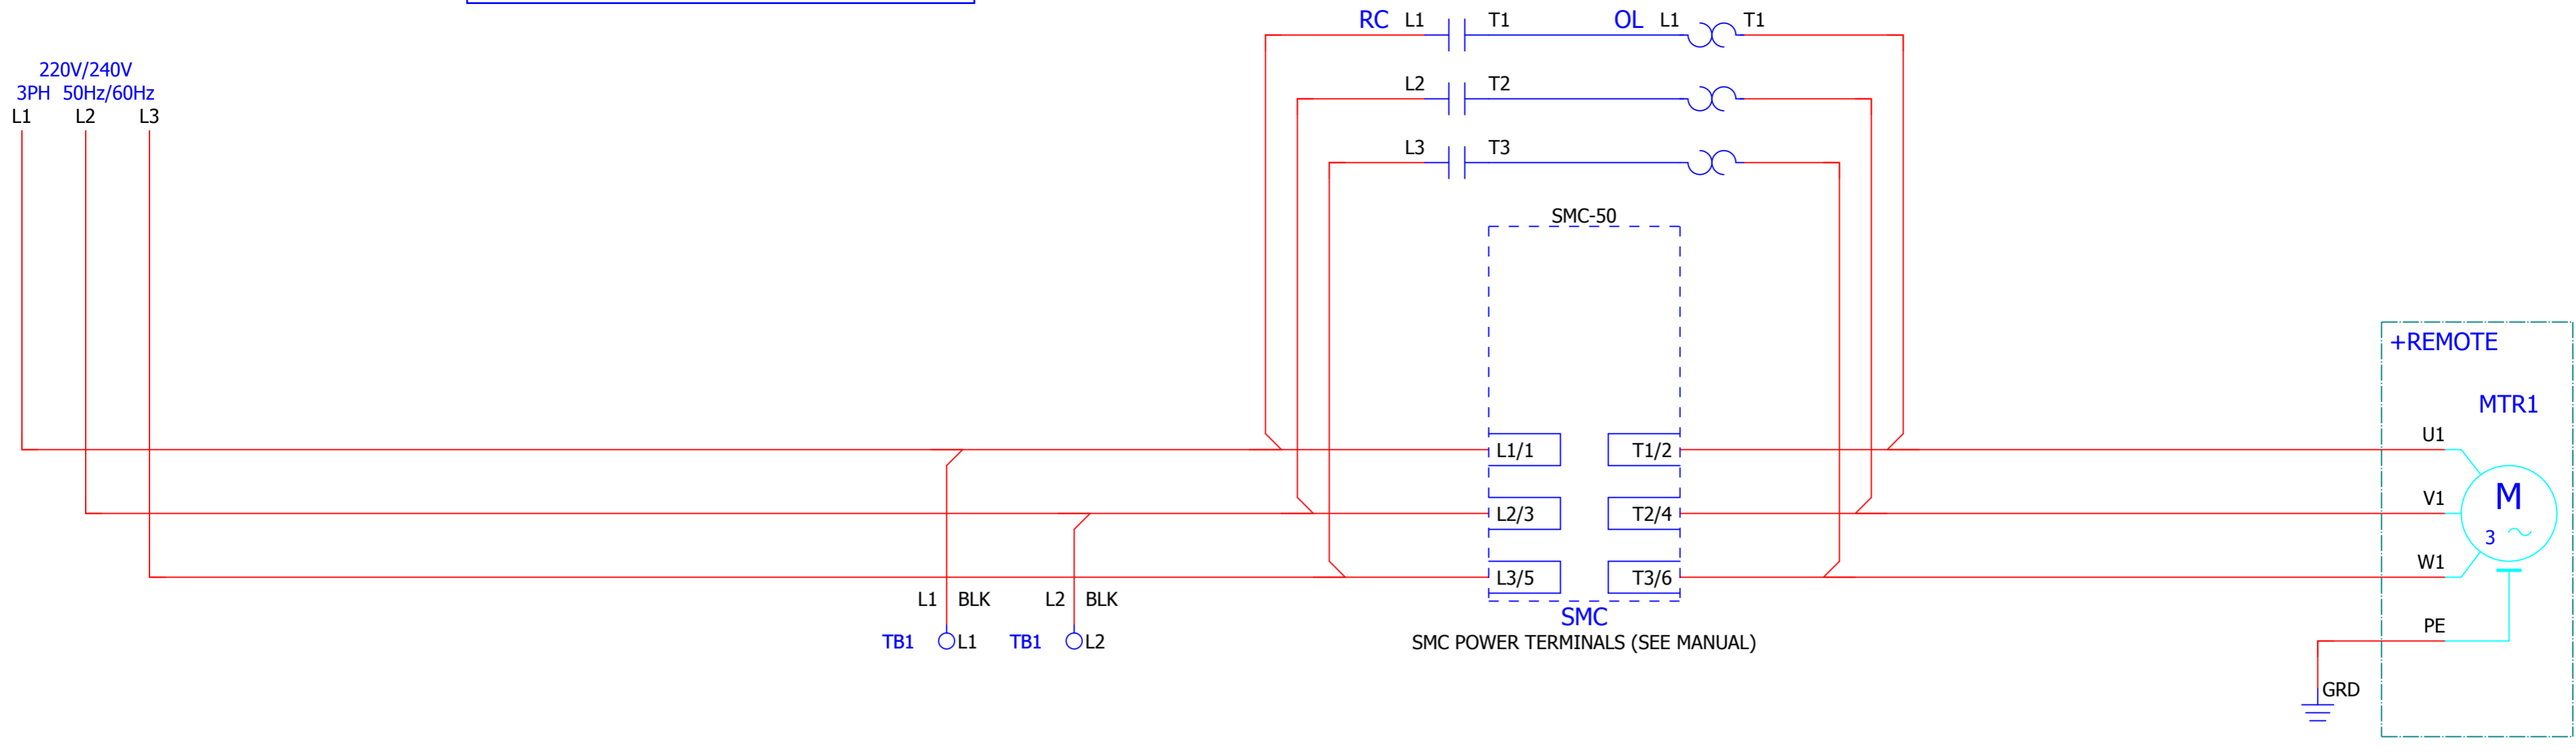 RC L1 T1 OL L1 T1
220V/240V
3PH 50Hz/60Hz
L1 L2 L3
L2 T2
L3 T3
SMC-50
+REMOTE
MTR1
U1
L1/1 T1/2
V1
M
L2/3 T2/4
3
W1
L3/5 T3/6
L1 BLK L2 BLK
SMC
PE
TB1 L1 TB1 L2
SMC POWER TERMINALS (SEE MANUAL)
GRD